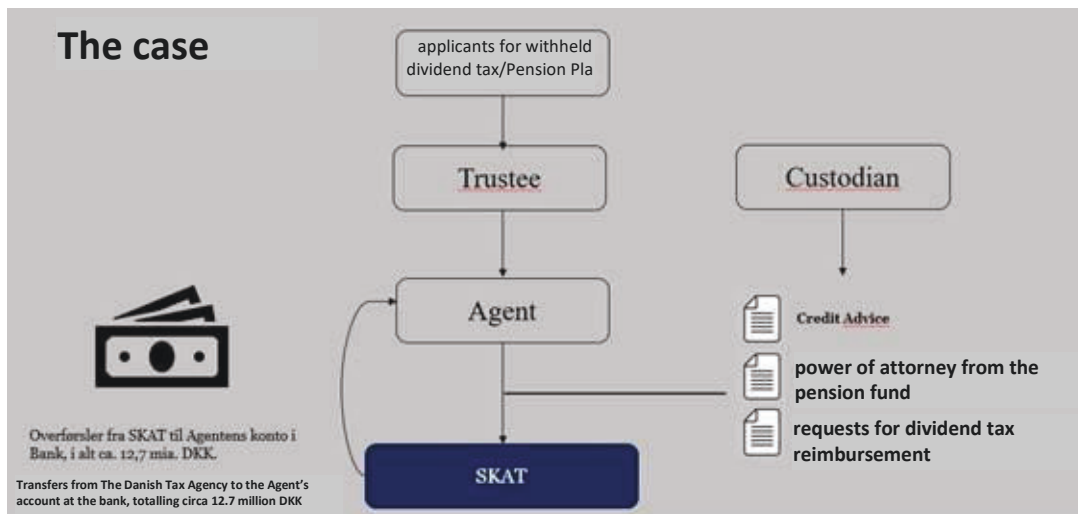 The case
applicants for withheld
dividend tax/Pension Pla
Trustee
Custodian
Agent
Credit Advice
power of attorney from the
pension fund
requests for dividend tax
reimbursement
Overførsler fra SKAT til Agentens konto i
Bank, i alt ca. 12,7 mia. DKK.
SKAT
Transfers from The Danish Tax Agency to the Agent's
account at the bank, totalling circa 12.7 million DKK